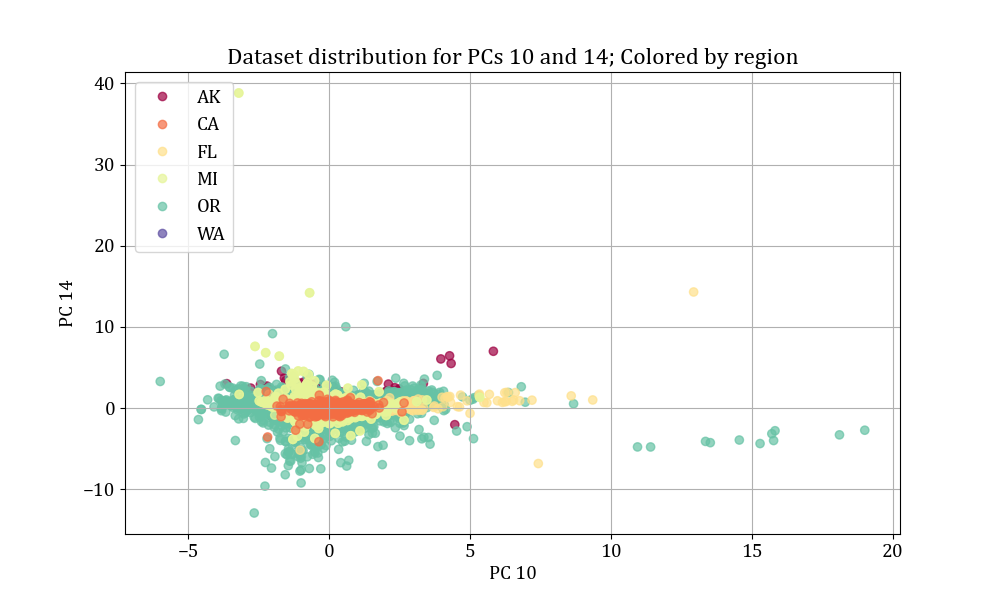 Dataset distribution for PCs 10 and 14; Colored by region
40
30
20
10
0
−10
PC 14
AK
CA
FL
MI
OR
WA
−5
0
5
10
15
20
PC 10